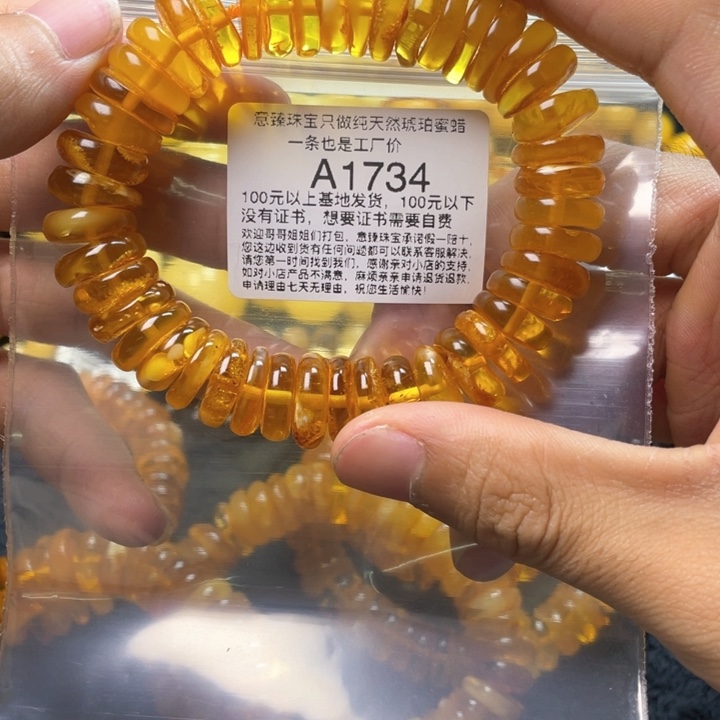 意臻珠宝只做纯天然琥珀蜜蜡
一条也是工厂价
A1734
100元以上基地发货，100元以下
没有证书，想要证书需要自费
欢迎哥哥姐姐们打包，意臻珠宝承诺假一赔十，
您这边收到货有任何问题都可以联系客服解决，
请您第一时间找到我们，感谢亲对小店的支持，
如对小店产品不满意，麻烦亲亲申请退货退款，
申请理由七天无理由，祝您生活愉快！